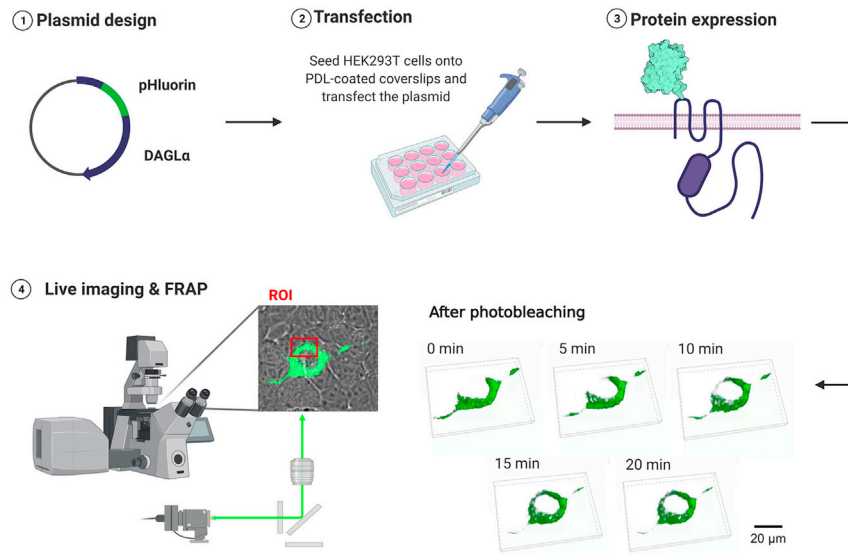 1 Plasmid design
pHluorin
DAGLα
2 Transfection
Seed HEK293T cells onto
PDL-coated coverslips and
transfect the plasmid
3 Protein expression
4 Live imaging & FRAP
ROI
After photobleaching
0 min
5 min
10 min
15 min
20 min
20 μm